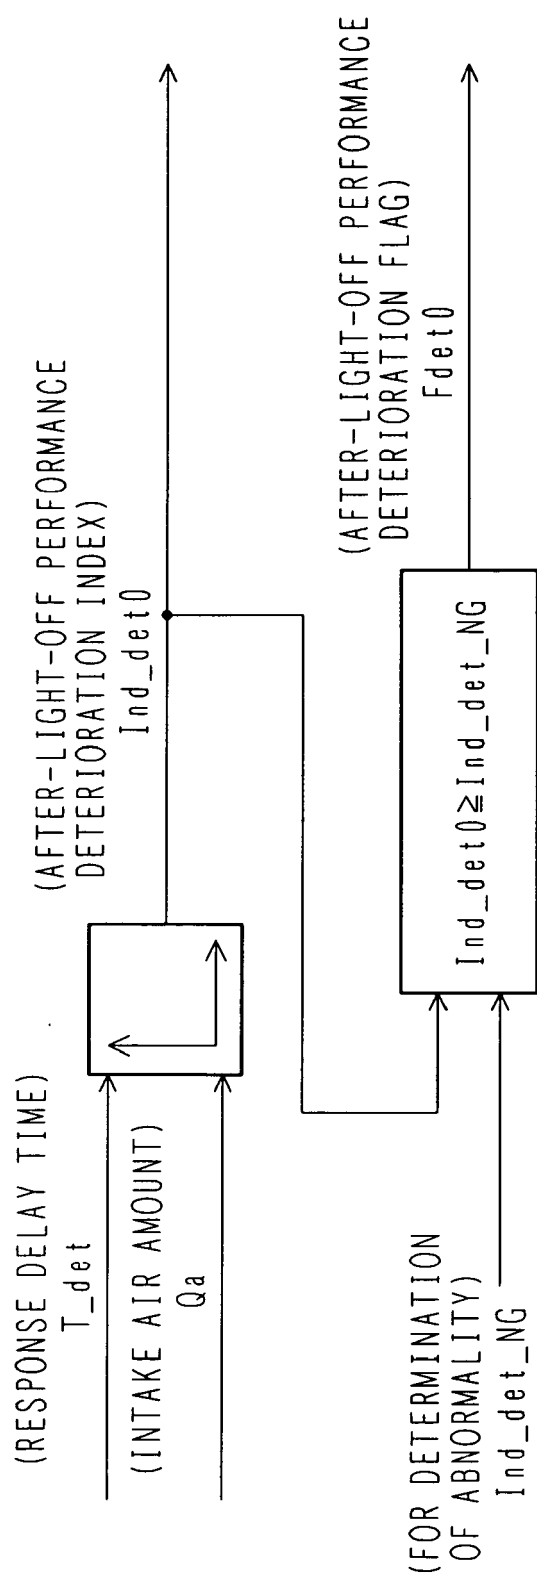 (RESPONSE DELAY TIME)
T_det
(INTAKE AIR AMOUNT)
Qa
(AFTER-LIGHT-OFF PERFORMANCE
DETERIORATION INDEX)
Ind_det0
(FOR DETERMINATION
OF ABNORMALITY)
Ind_det_NG
Ind_det0≧Ind_det_NG
(AFTER-LIGHT-OFF PERFORMANCE
DETERIORATION FLAG)
Fdet0